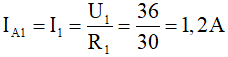 I_A1 = I_1 = U_1/R_1 = 36/30 = 1,2A